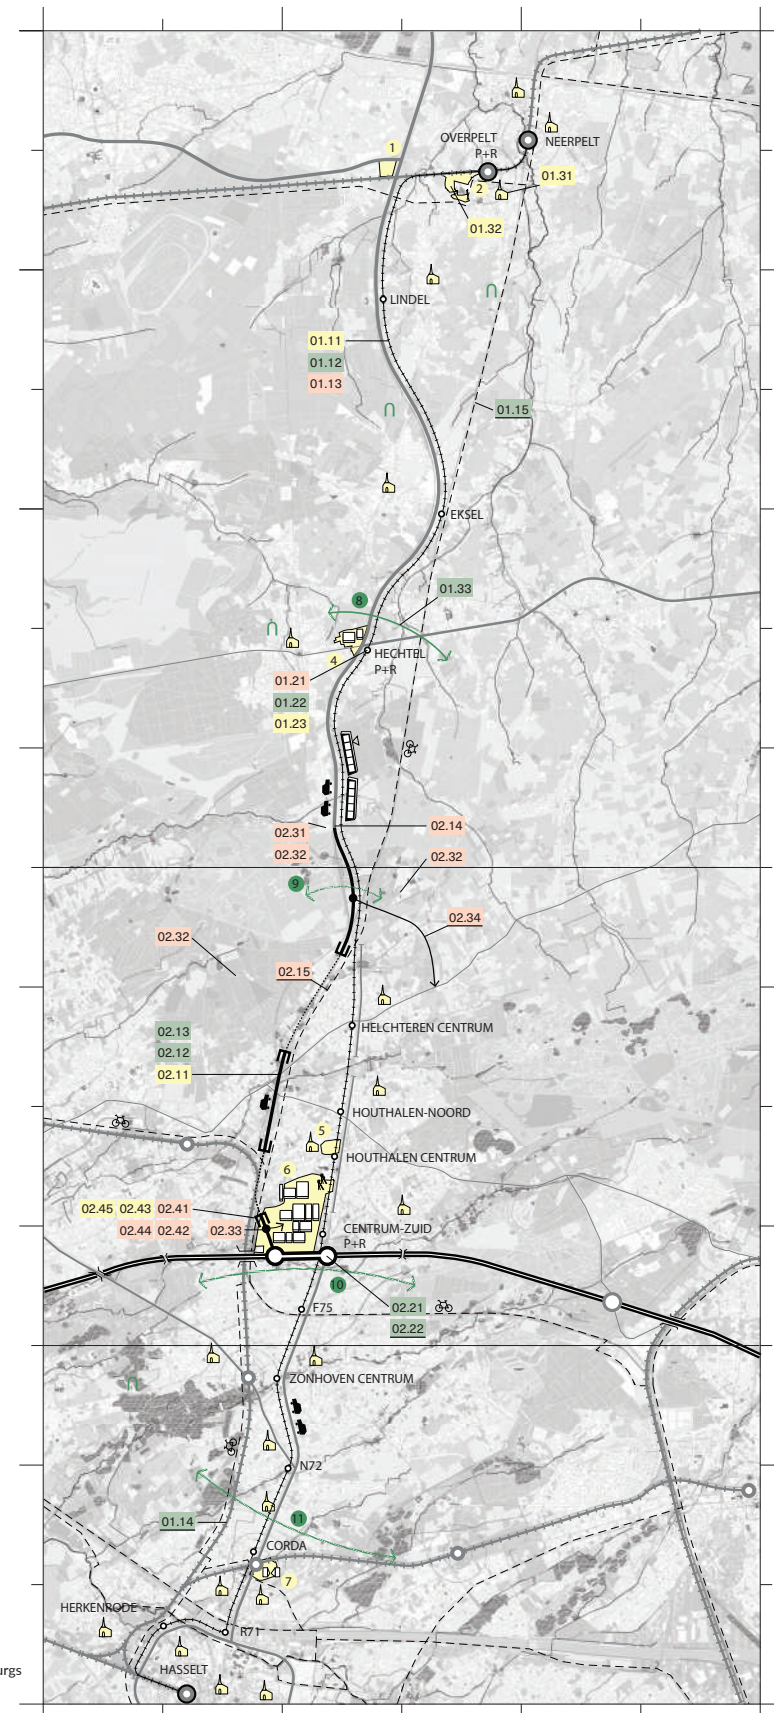 1
OVERPELT
P+R
NEERPELT
2
01.31
01.32
LINDEL
01.11
01.12
01.13
01.15
EKSEL
01.33
8
4
HECHTEL
P+R
01.21
01.22
01.23
02.31
02.14
02.32
02.32
9
02.34
02.32
02.15
02.13
HELCHTEREN CENTRUM
02.12
02.11
HOUTHALEN-NOORD
5
HOUTHALEN CENTRUM
6
02.45 02.43 02.41
02.44 02.42 02.33
CENTRUM-ZUID
P+R
10
F75
02.21
02.22
ZONHOVEN CENTRUM
N72
01.14
11
CORDA
7
HERKENRODE
R71
HASSELT
urgs